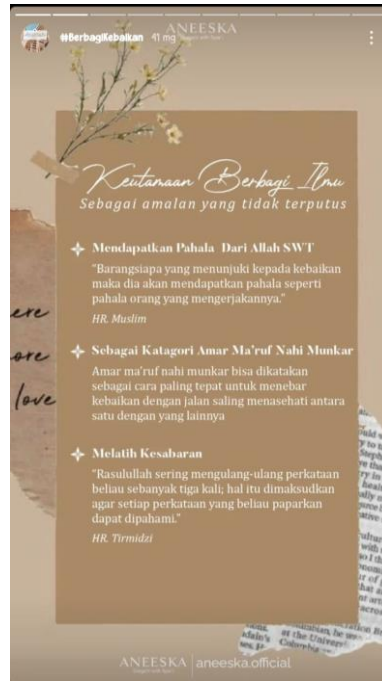 ANEESKA
#BerbagiKebaikan 41 mg
Keutamaan Berbagi Ilmu
Sebagai amalan yang tidak terputus
Mendapatkan Pahala Dari Allah SWT
"Barangsiapa yang menunjuki kepada kebaikan
maka dia akan mendapatkan pahala seperti
pahala orang yang mengerjakannya."
HR. Muslim
Sebagai Katagori Amar Ma'ruf Nahi Munkar
Amar ma'ruf nahi munkar bisa dikatakan
sebagai cara paling tepat untuk menebar
kebaikan dengan jalan saling menasehati antara
satu dengan yang lainnya
Melatih Kesabaran
"Rasulullah sering mengulang-ulang perkataan
beliau sebanyak tiga kali; hal itu dimaksudkan
agar setiap perkataan yang beliau paparkan
dapat dipahami."
HR. Tirmidzi
ere
ore
love
at the Univer
ANEESKA aneeska.official